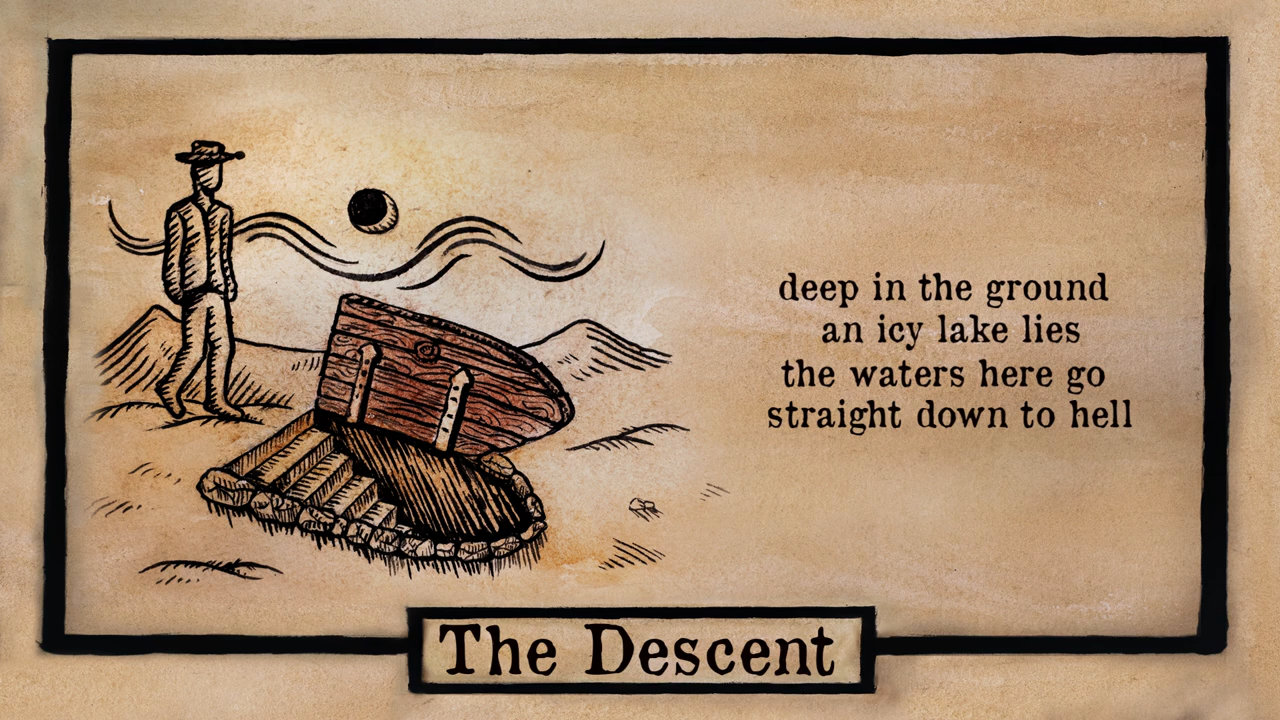 deep in the ground
an icy lake lies
the waters here go
straight down to hell
The Descent